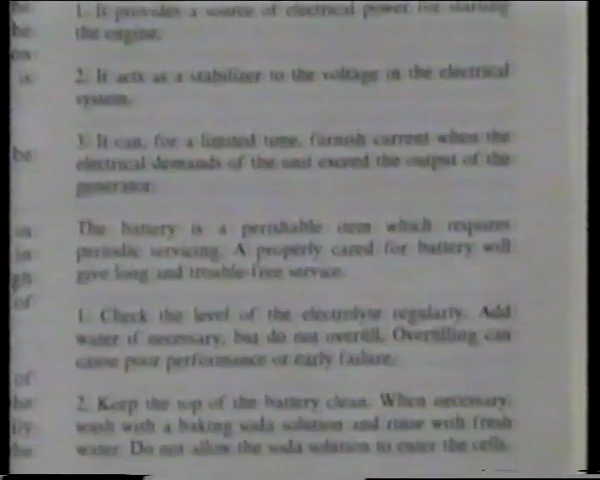 1. It provides a source of electrical power for starting
the engine.
2. It acts as a stabilizer to the voltage in the electrical
system.
3. It can, for a limited time, furnish current when the
electrical demands of the unit exceed the output of the
generator.
The battery is a perishable item which requires
periodic servicing. A properly cared for battery will
give long and trouble-free service.
1. Check the level of the electrolyte regularly. Add
water if necessary, but do not overfill. Overfilling can
cause poor performance or early failure.
2. Keep the top of the battery clean. When necessary,
wash with a baking soda solution and rinse with fresh
water. Do not allow the soda solution to enter the cells.